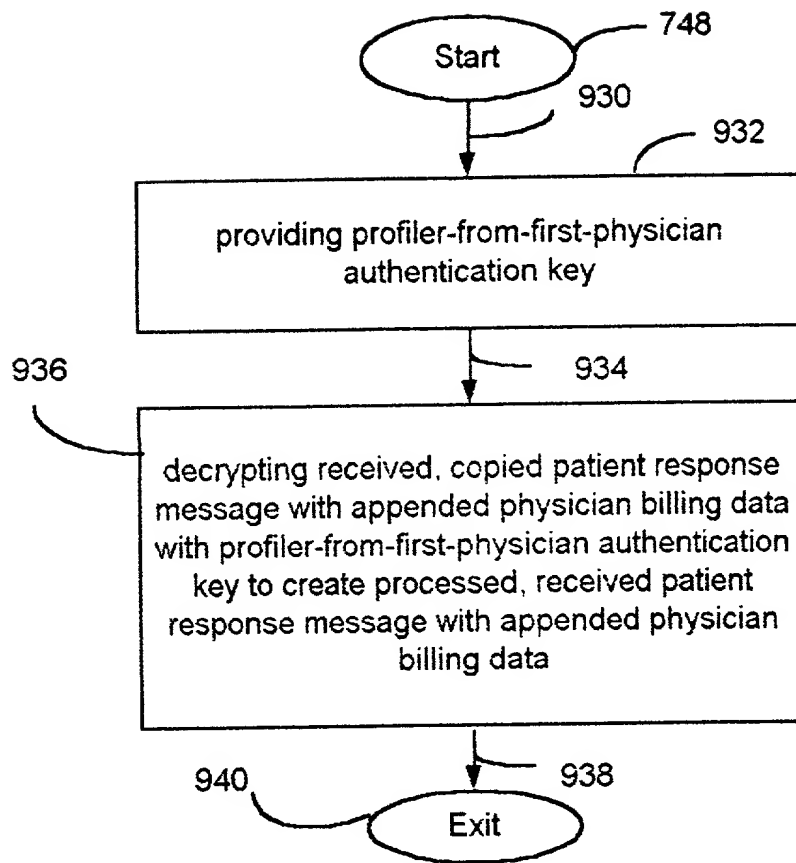 748
Start
930
932
providing profiler-from-first-physician
authentication key
936
934
decrypting received, copied patient response
message with appended physician billing data
with profiler-from-first-physician authentication
key to create processed, received patient
response message with appended physician
billing data
940
938
Exit